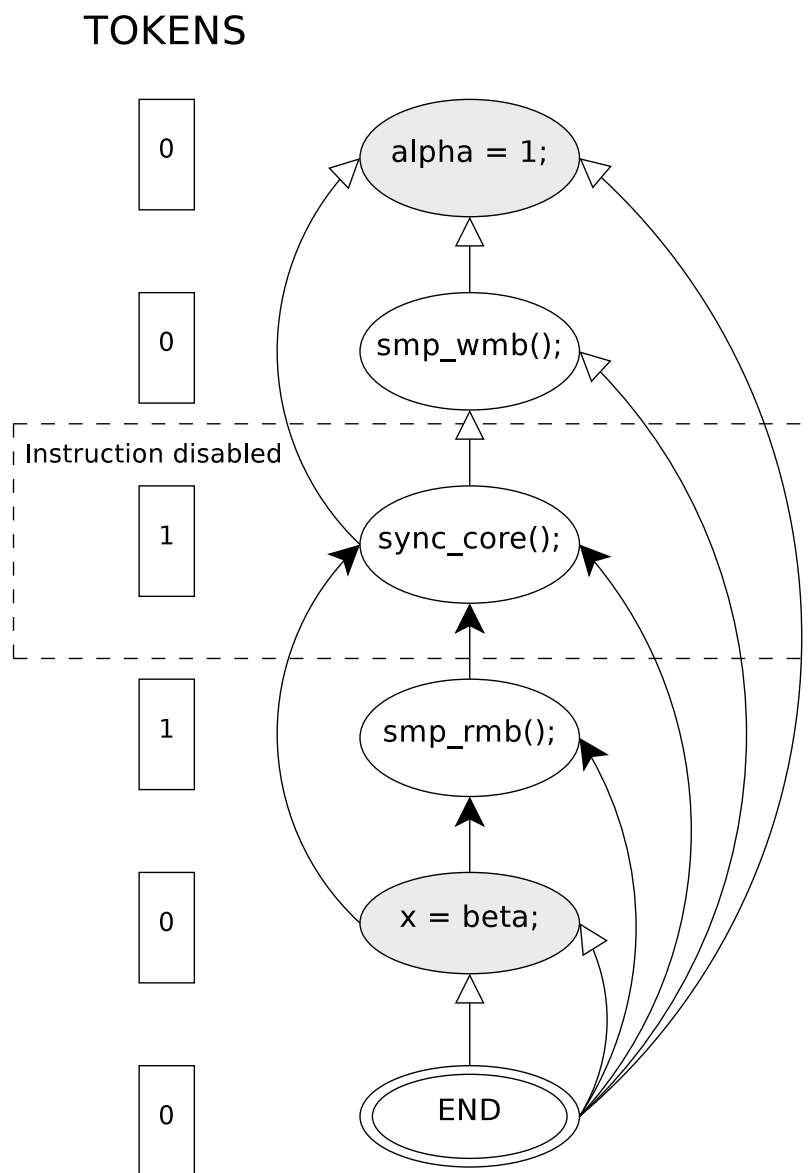 TOKENS
0
alpha = 1;
0
smp_wmb();
Instruction disabled
1
sync_core();
1
smp_rmb();
0
x = beta;
0
END